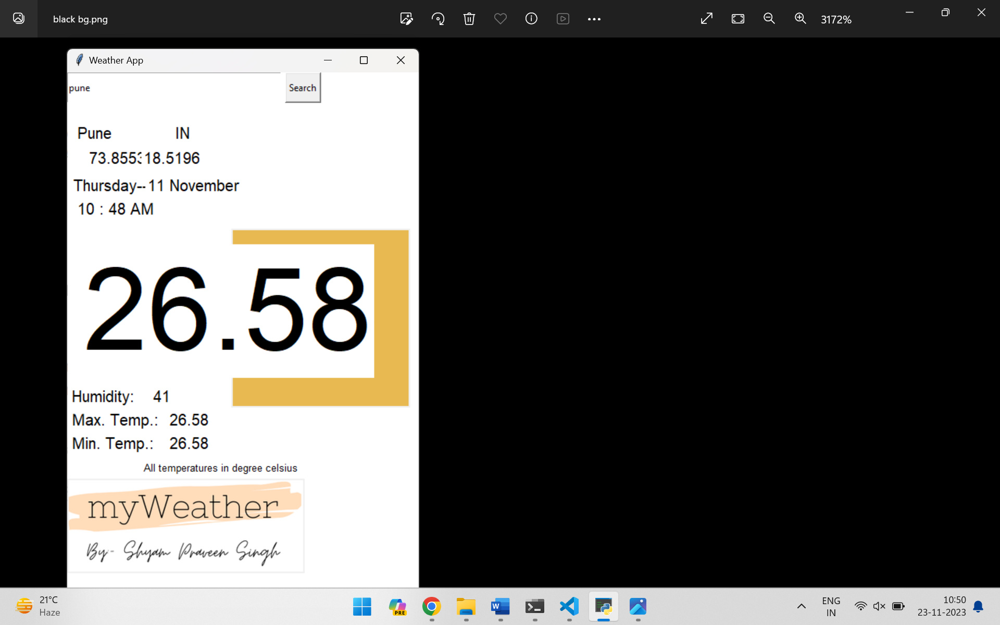 black bg.png
3172%
Weather App
pune
Search
Pune IN
73.855 18.5196
Thursday-- 11 November
10 : 48 AM
26.58
Humidity: 41
Max. Temp.: 26.58
Min. Temp.: 26.58
All temperatures in degree celsius
myWeather
By:- Shyam Praveen Singh
21°C
Haze
PRE
W
ENG
IN
10:50
23-11-2023